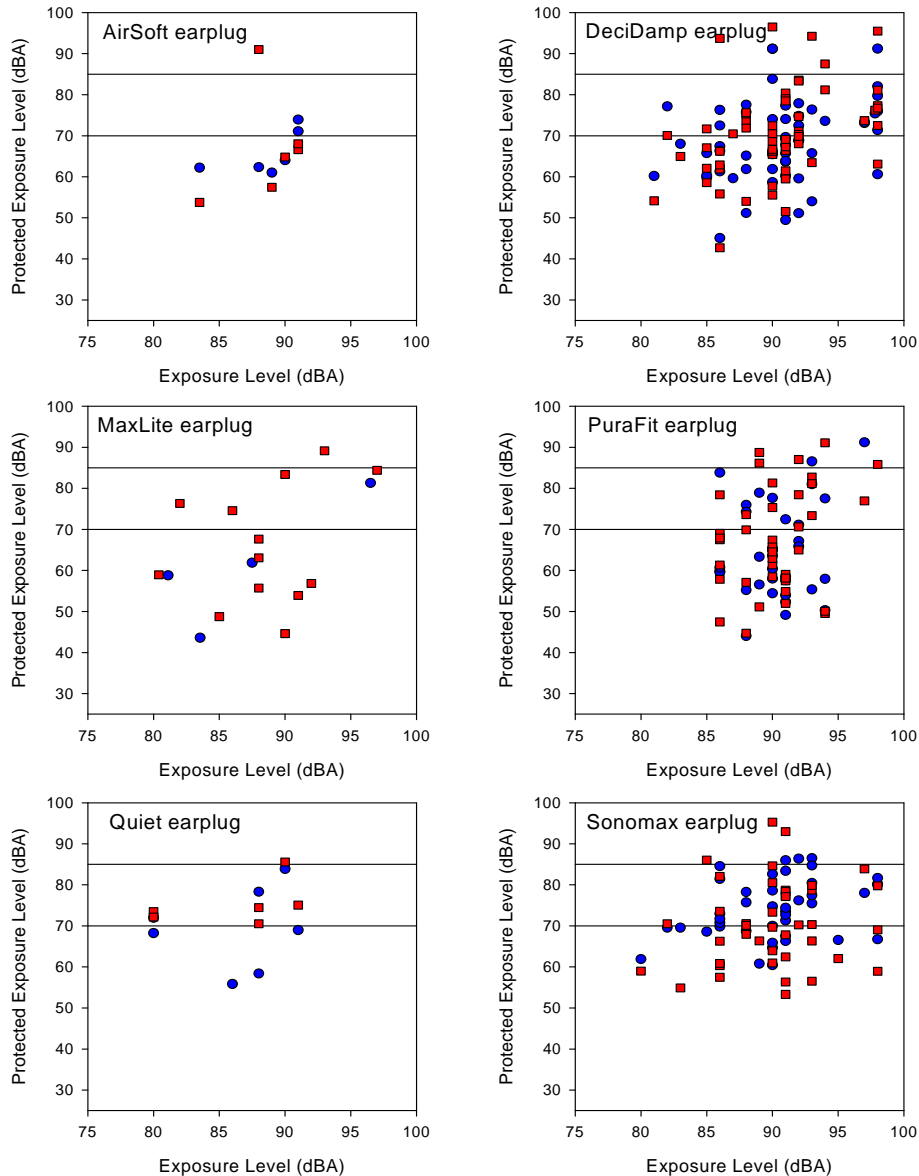 AirSoft earplug
Protected Exposure Level (dBA)
100
90
80
70
60
50
40
30
75 80 85 90 95 100
Exposure Level (dBA)
DeciDamp earplug
Protected Exposure Level (dBA)
100
90
80
70
60
50
40
30
75 80 85 90 95 100
Exposure Level (dBA)
MaxLite earplug
Protected Exposure Level (dBA)
100
90
80
70
60
50
40
30
75 80 85 90 95 100
Exposure Level (dBA)
PuraFit earplug
Protected Exposure Level (dBA)
100
90
80
70
60
50
40
30
75 80 85 90 95 100
Exposure Level (dBA)
Quiet earplug
Protected Exposure Level (dBA)
100
90
80
70
60
50
40
30
75 80 85 90 95 100
Exposure Level (dBA)
Sonomax earplug
Protected Exposure Level (dBA)
100
90
80
70
60
50
40
30
75 80 85 90 95 100
Exposure Level (dBA)